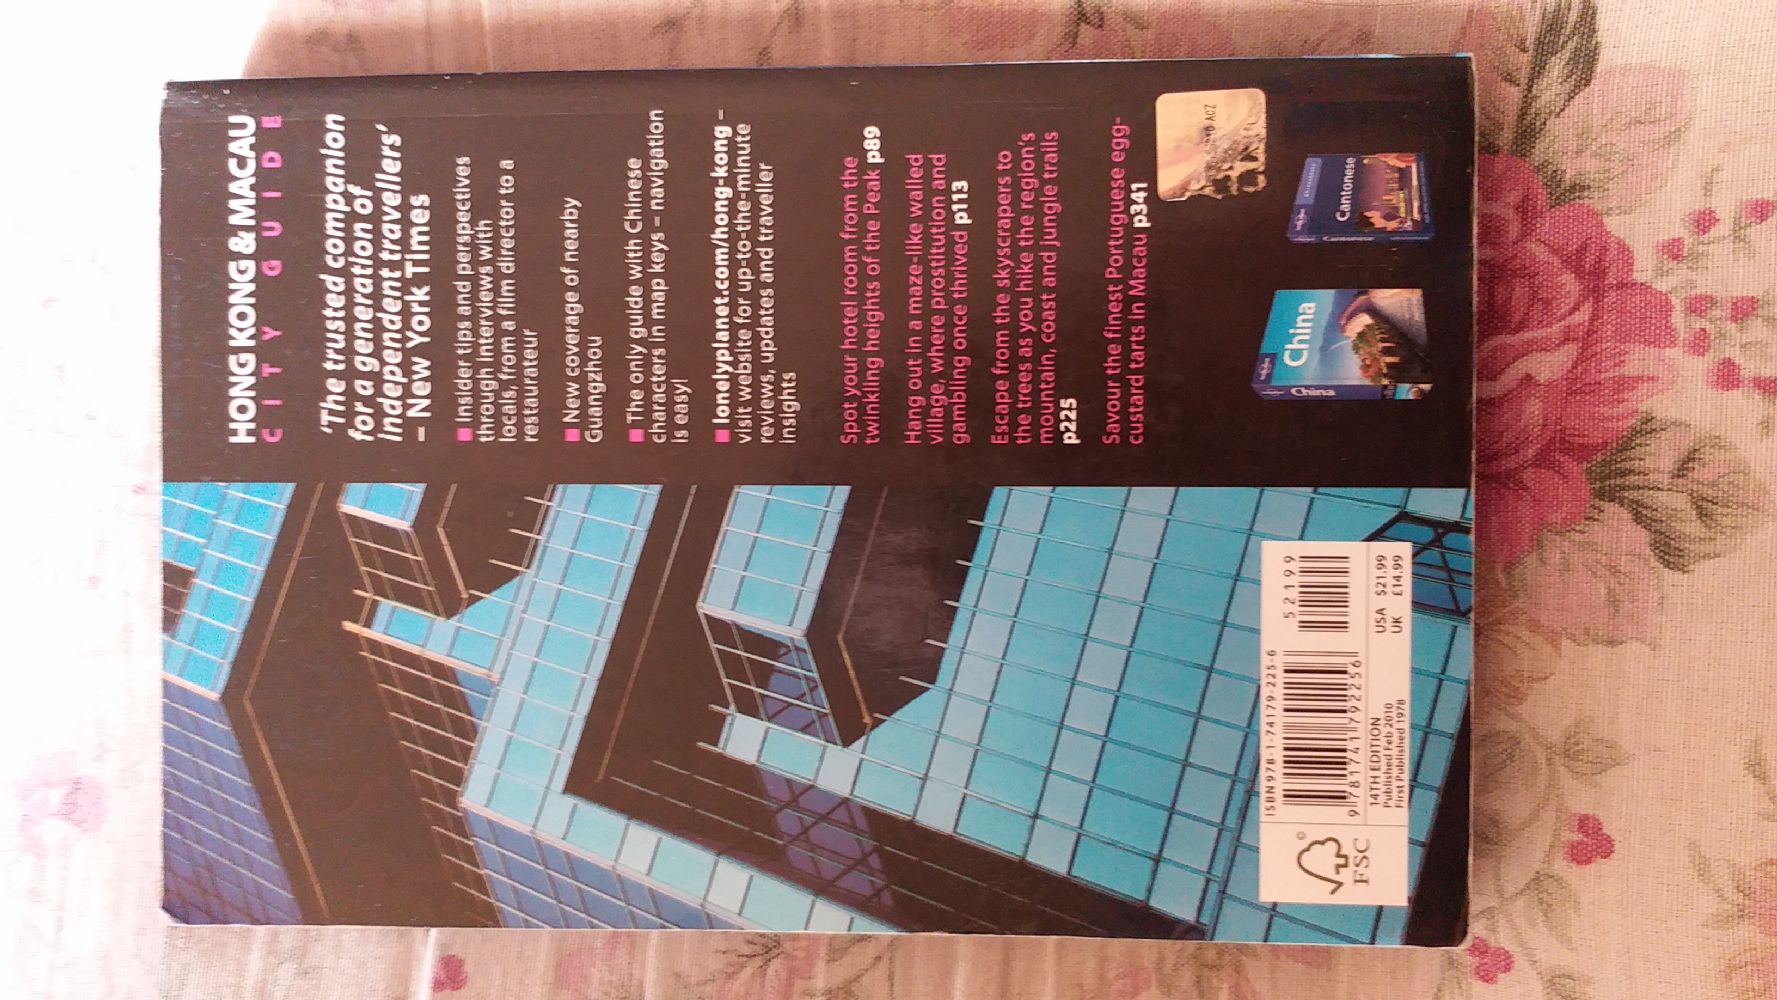 HONG KONG & MACAU
CITY GUIDE
'The trusted companion
for a generation of
independent travellers'
– New York Times
■ Insider tips and perspectives
through interviews with
locals, from a film director to a
restaurateur
■ New coverage of nearby
Guangzhou
■ The only guide with Chinese
characters in map keys – navigation
is easy!
■ lonelyplanet.com/hong-kong –
visit website for up-to-the-minute
reviews, updates and traveller
insights
Spot your hotel room from the
twinkling heights of the Peak p89
Hang out in a maze-like walled
village, where prostitution and
gambling once thrived p113
Escape from the skyscrapers to
the trees as you hike the region's
mountain, coast and jungle trails
p225
Savour the finest Portuguese egg-
custard tarts in Macau p341
China
China
Cantonese
Cantonese
FSC
ISBN 978-1-74179-225-6
52199
9 781741 792256
14TH EDITION
Published Feb 2010
First Published 1978
USA $21.99
UK £14.99